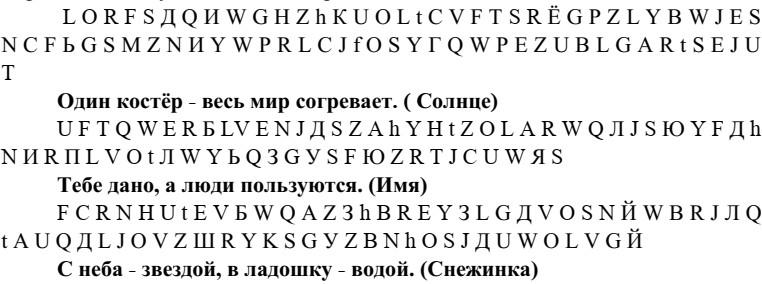 L O R F S Д Q И W G H Z h K U O L t C V F T S R Ё G P Z L Y B W J E S
N C F Ь G S M Z N И Y W P R L C J f O S Y Г Q W P E Z U B L G A R t S E J U
T
Один костёр - весь мир согревает. ( Солнце)
U F T Q W E R Б L V E N J Д S Z A h Y H t Z O L A R W Q Л J S Ю Y F Д h
N И R П L V O t Л W Y Ь Q З G У S F Ю Z R T J C U W Я S
Тебе дано, а люди пользуются. (Имя)
F C R N H U t E V Б W Q A Z З h B R E Y З L G Д V O S N Й W B R J Л Q
t A U Q Д L J O V Z Ш R Y K S G У Z B N h O S J Д U W O L V G Й
С неба - звездой, в ладошку - водой. (Снежинка)